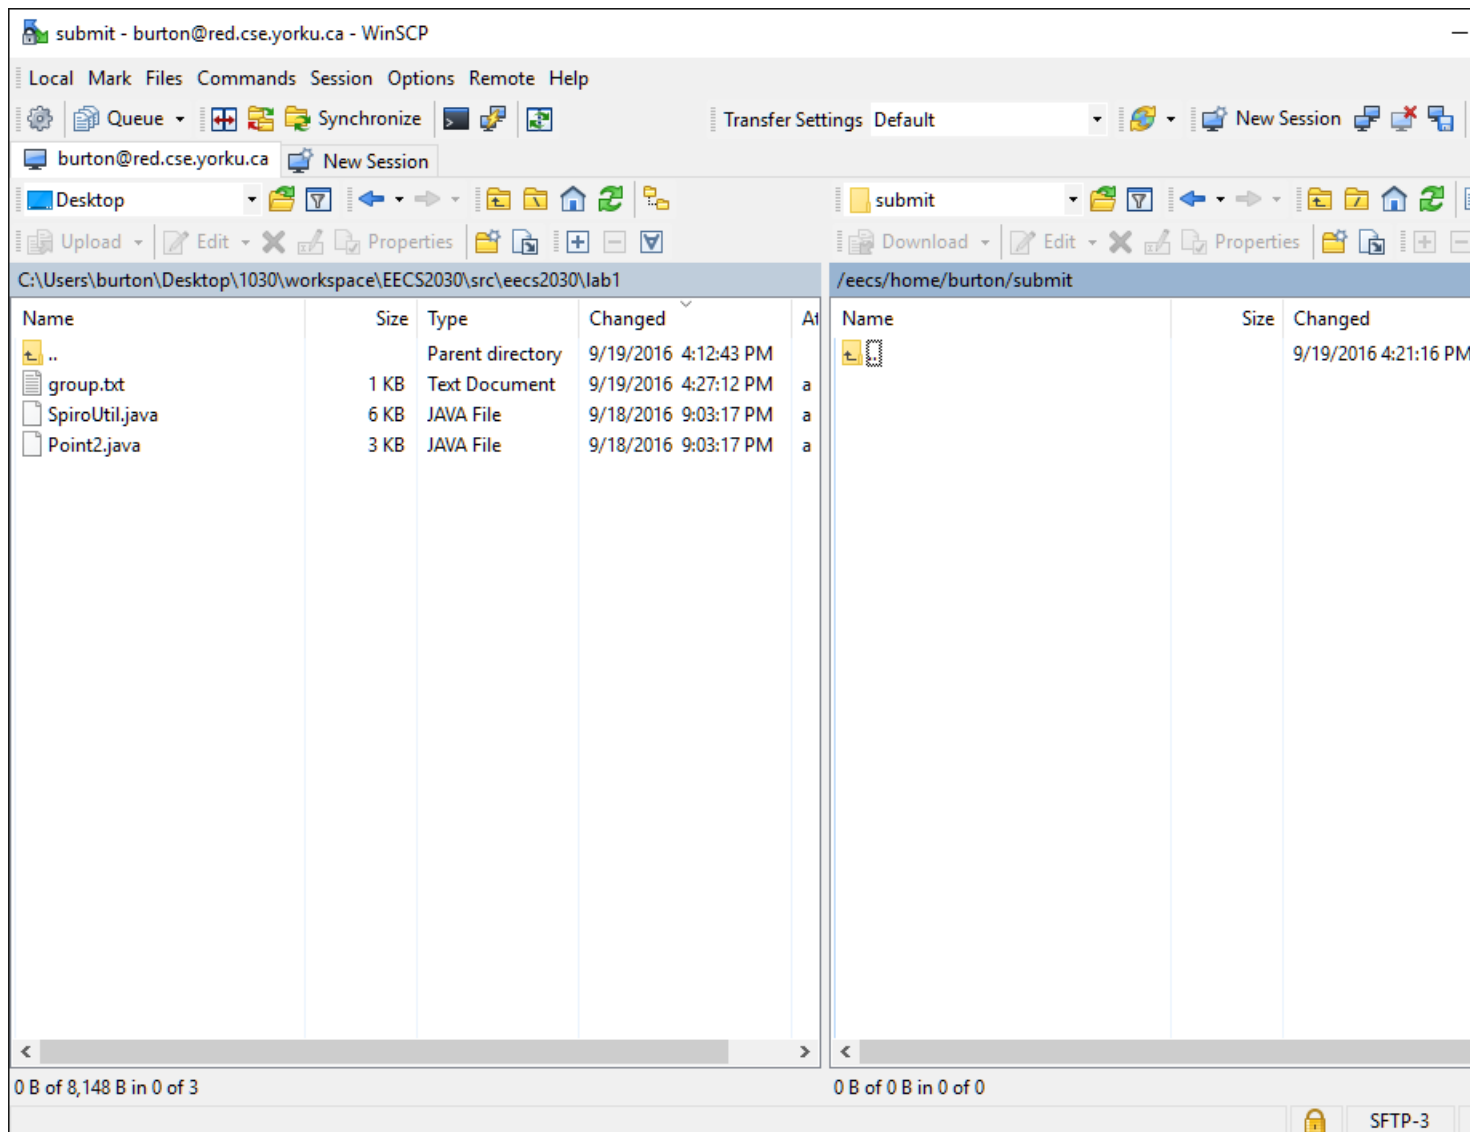 submit - burton@red.cse.yorku.ca - WinSCP
Local Mark Files Commands Session Options Remote Help
Queue Synchronize Transfer Settings Default New Session
burton@red.cse.yorku.ca New Session
Desktop submit
Upload Edit Properties Download Edit Properties
C:\Users\burton\Desktop\1030\workspace\EECS2030\src\eecs2030\lab1 /eecs/home/burton/submit
Name Size Type Changed Name Size Changed
.. Parent directory 9/19/2016 4:12:43 PM .. 9/19/2016 4:21:16 PM
group.txt 1 KB Text Document 9/19/2016 4:27:12 PM a
SpiroUtil.java 6 KB JAVA File 9/18/2016 9:03:17 PM a
Point2.java 3 KB JAVA File 9/18/2016 9:03:17 PM a
0 B of 8,148 B in 0 of 3 0 B of 0 B in 0 of 0
SFTP-3